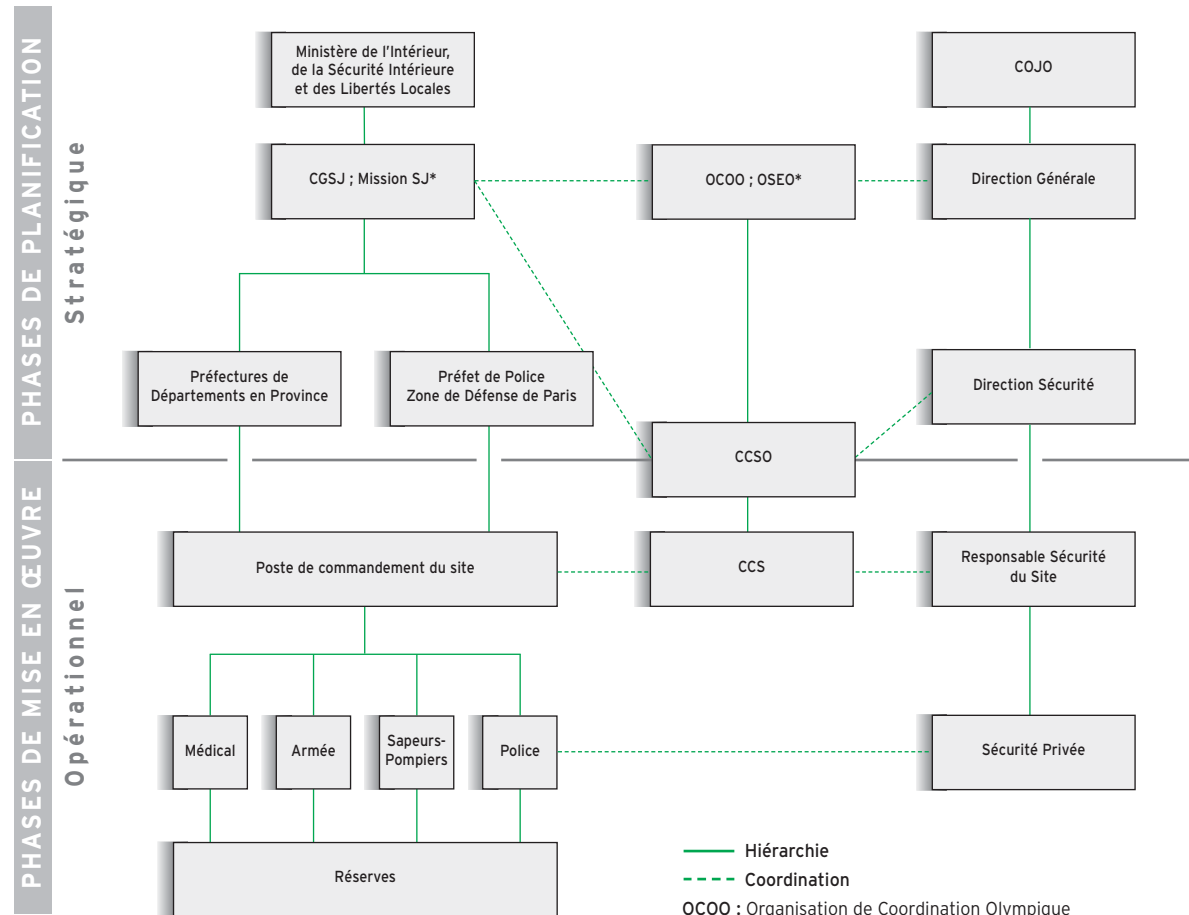 PHASES DE PLANIFICATION
Stratégique
Ministère de l'Intérieur,
de la Sécurité Intérieure
et des Libertés Locales
COJO
CGSJ ; Mission SJ*
OCOO ; OSEO*
Direction Générale
Préfectures de
Départements en Province
Préfet de Police
Zone de Défense de Paris
Direction Sécurité
CCSO
PHASES DE MISE EN ŒUVRE
Opérationnel
Poste de commandement du site
CCS
Responsable Sécurité
du Site
Médical
Armée
Sapeurs-
Pompiers
Police
Sécurité Privée
Réserves
Hiérarchie
Coordination
OCOO : Organisation de Coordination Olympique